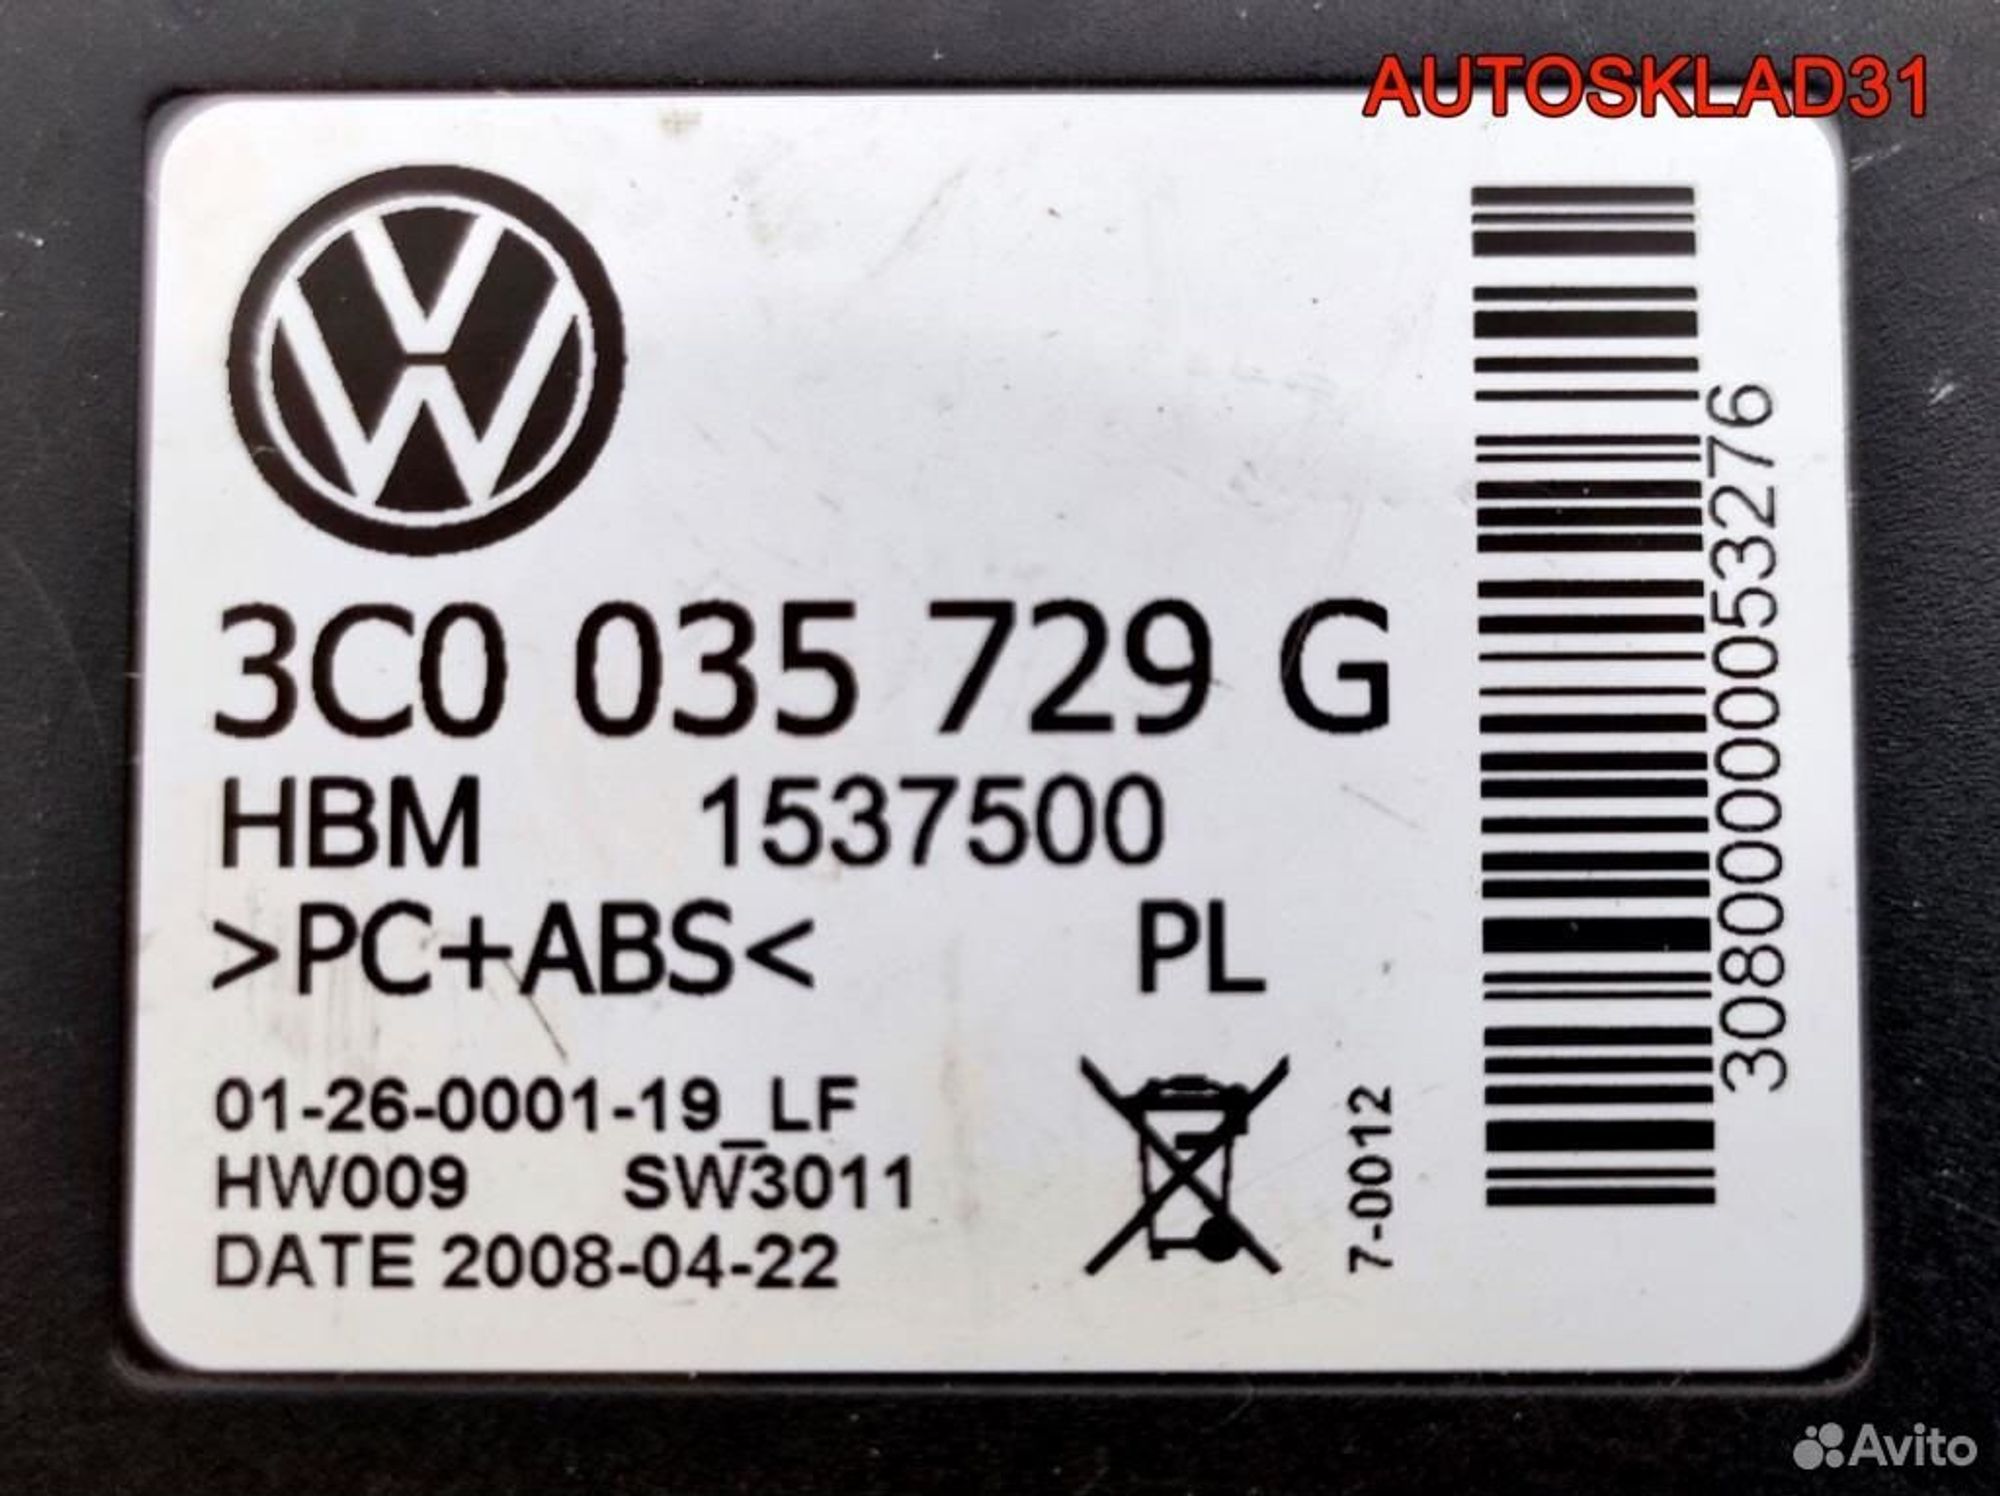 AUTOSKLAD31
3C0 035 729 G
HBM 1537500
>PC+ABS< PL
01-26-0001-19_LF
HW009 SW3011
DATE 2008-04-22
7-0012
30800000053276
Avito